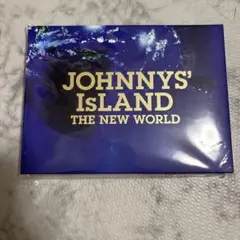 JOHNNYS'
IsLAND
THE NEW WORLD